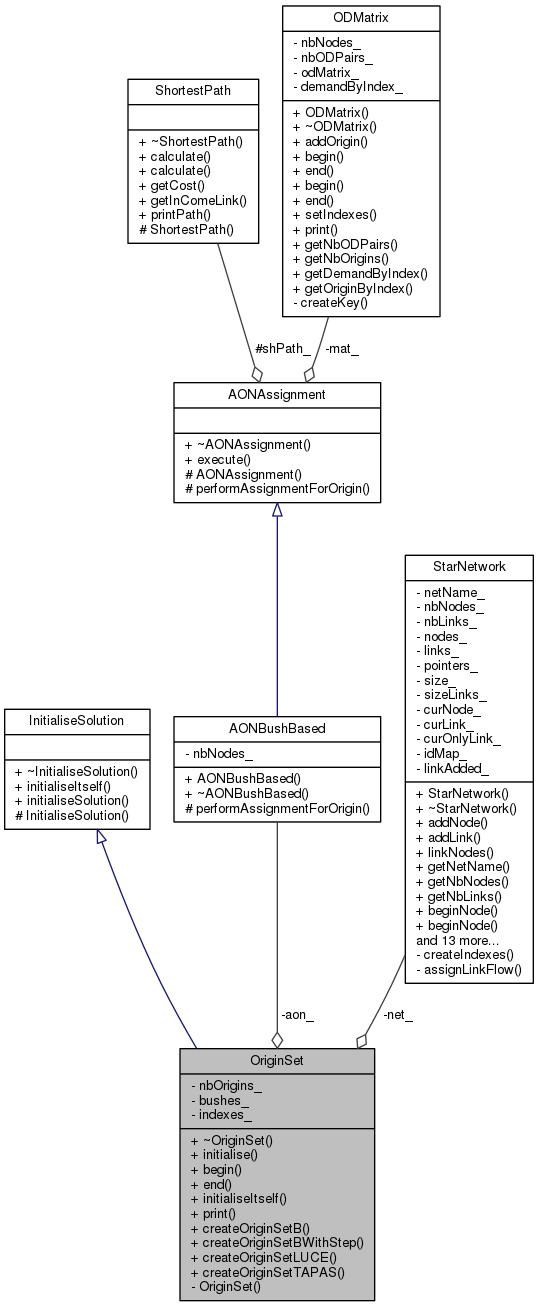 ODMatrix
- nbNodes_
- nbODPairs_
- odMatrix_
- demandByIndex_
+ ODMatrix()
+ ~ODMatrix()
+ addOrigin()
+ begin()
+ end()
+ begin()
+ end()
+ setIndexes()
+ print()
+ getNbODPairs()
+ getNbOrigins()
+ getDemandByIndex()
+ getOriginByIndex()
- createKey()
ShortestPath
+ ~ShortestPath()
+ calculate()
+ calculate()
+ getCost()
+ getInComeLink()
+ printPath()
# ShortestPath()
#shPath_
-mat_
AONAssignment
+ ~AONAssignment()
+ execute()
# AONAssignment()
# performAssignmentForOrigin()
StarNetwork
- netName_
- nbNodes_
- nbLinks_
- nodes_
- links_
- pointers_
- size_
- sizeLinks_
- curNode_
- curLink_
- curOnlyLink_
- idMap_
- linkAdded_
+ StarNetwork()
+ ~StarNetwork()
+ addNode()
+ addLink()
+ linkNodes()
+ getNetName()
+ getNbNodes()
+ getNbLinks()
+ beginNode()
+ beginNode()
and 13 more...
- createIndexes()
- assignLinkFlow()
InitialiseSolution
+ ~InitialiseSolution()
+ initialiseItself()
+ initialiseSolution()
# InitialiseSolution()
AONBushBased
- nbNodes_
+ AONBushBased()
+ ~AONBushBased()
# performAssignmentForOrigin()
-aon_
-net_
OriginSet
- nbOrigins_
- bushes_
- indexes_
+ ~OriginSet()
+ initialise()
+ begin()
+ end()
+ initialiseItself()
+ print()
+ createOriginSetB()
+ createOriginSetBWithStep()
+ createOriginSetLUCE()
+ createOriginSetTAPAS()
- OriginSet()